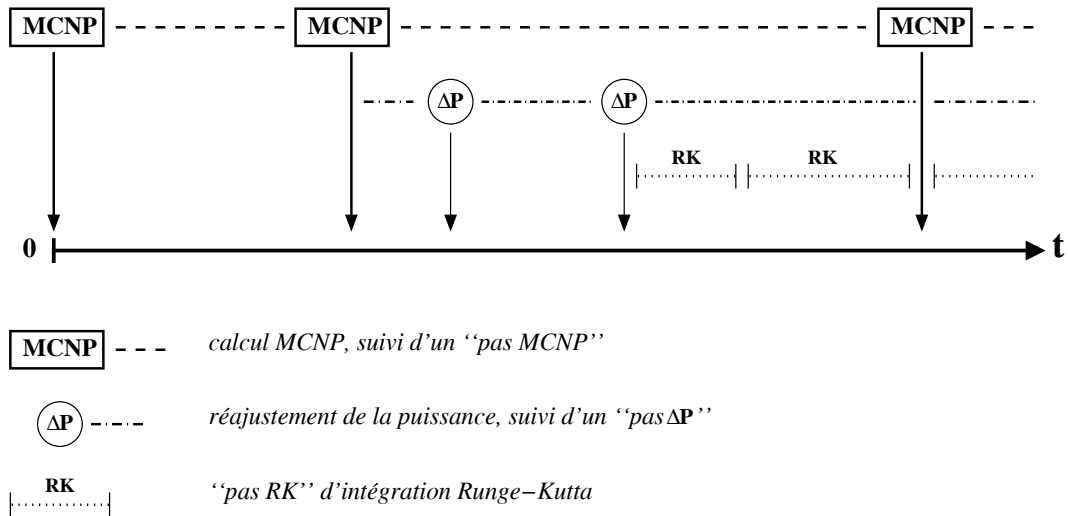 MCNP MCNP MCNP
ΔP ΔP
RK RK
0 t
MCNP calcul MCNP, suivi d'un ‘‘pas MCNP’’
ΔP réajustement de la puissance, suivi d'un ‘‘pas ΔP’’
RK ‘‘pas RK’’ d'intégration Runge−Kutta